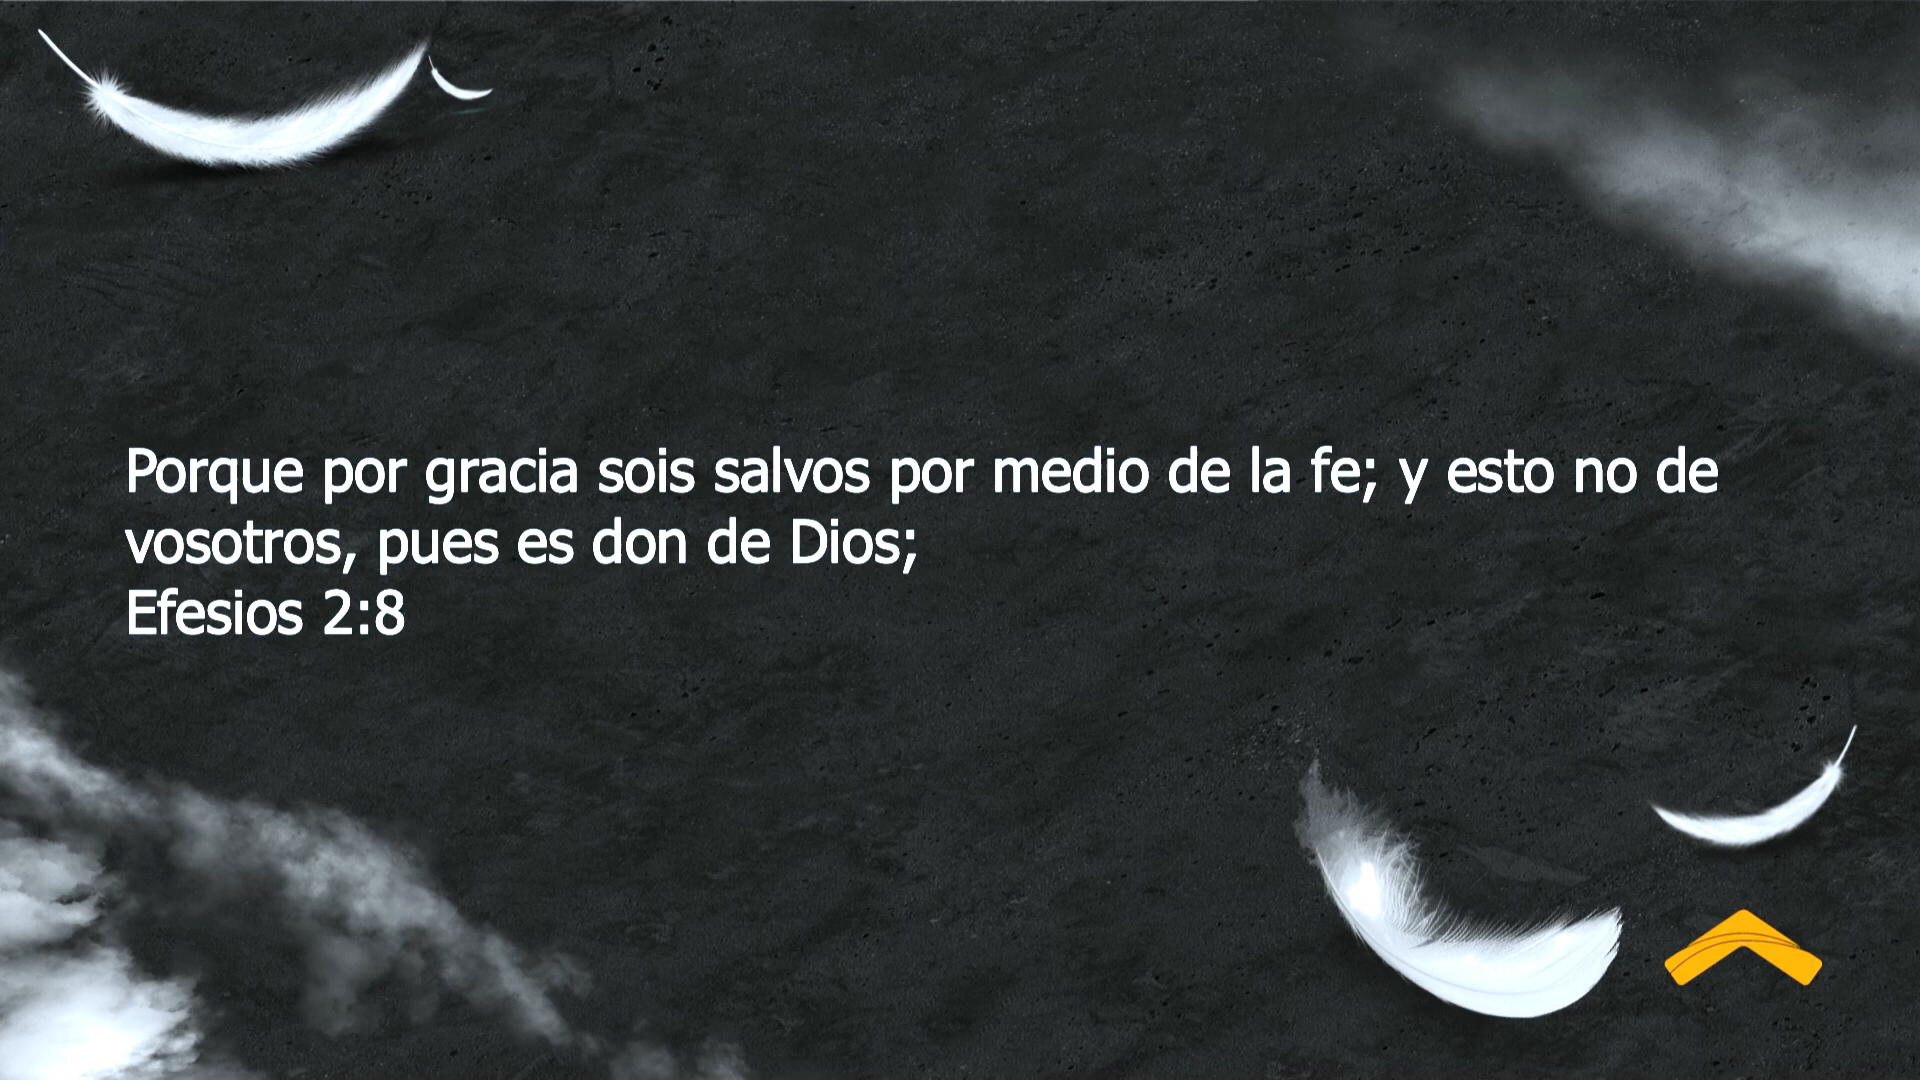 Porque por gracia sois salvos por medio de la fe; y esto no de
vosotros, pues es don de Dios;
Efesios 2:8